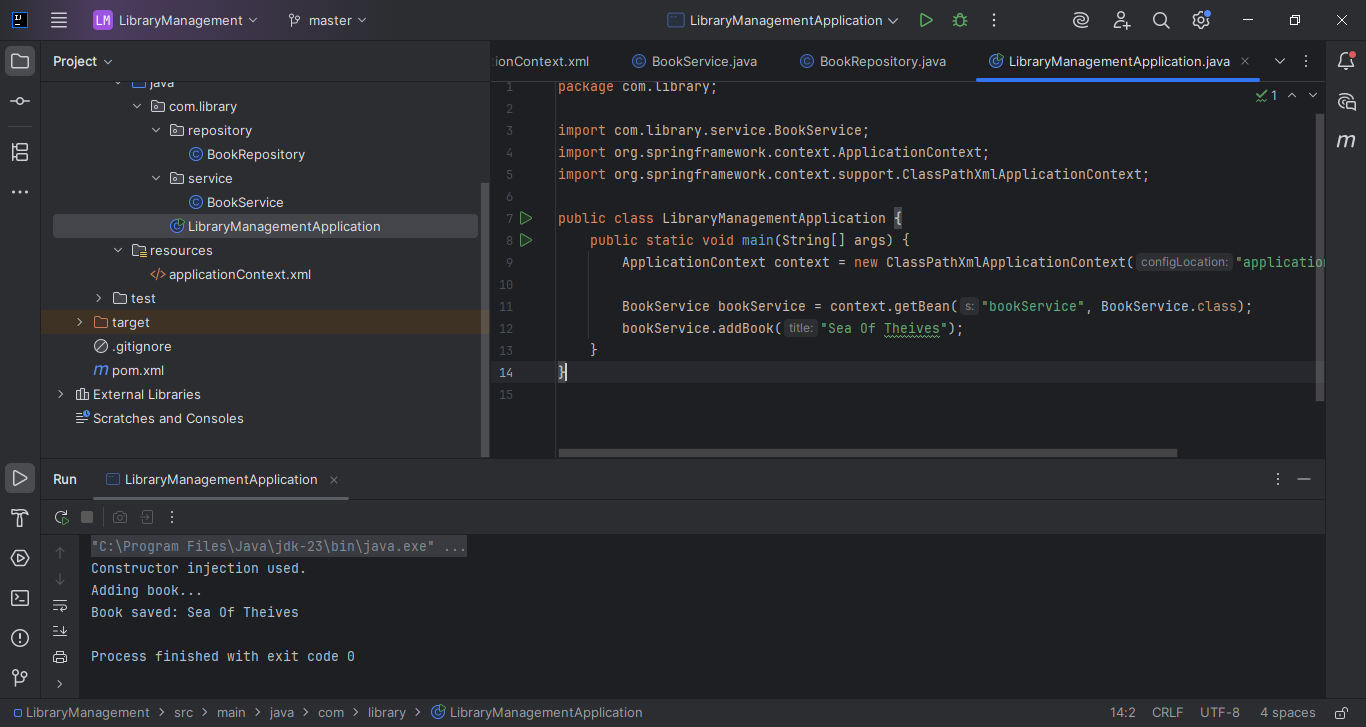 LM LibraryManagement master LibraryManagementApplication
Project
java
com.library
repository
BookRepository
service
BookService
LibraryManagementApplication
resources
applicationContext.xml
test
target
.gitignore
m pom.xml
External Libraries
Scratches and Consoles
ionContext.xml BookService.java BookRepository.java LibraryManagementApplication.java
1 package com.library;
2
3 import com.library.service.BookService;
4 import org.springframework.context.ApplicationContext;
5 import org.springframework.context.support.ClassPathXmlApplicationContext;
6
7 public class LibraryManagementApplication {
8 public static void main(String[] args) {
9 ApplicationContext context = new ClassPathXmlApplicationContext( configLocation: "application
10
11 BookService bookService = context.getBean( s: "bookService", BookService.class);
12 bookService.addBook( title: "Sea Of Theives");
13 }
14 }
15
1
m
Run LibraryManagementApplication
"C:\Program Files\Java\jdk-23\bin\java.exe" ...
Constructor injection used.
Adding book...
Book saved: Sea Of Theives
Process finished with exit code 0
LibraryManagement > src > main > java > com > library > LibraryManagementApplication 14:2 CRLF UTF-8 4 spaces